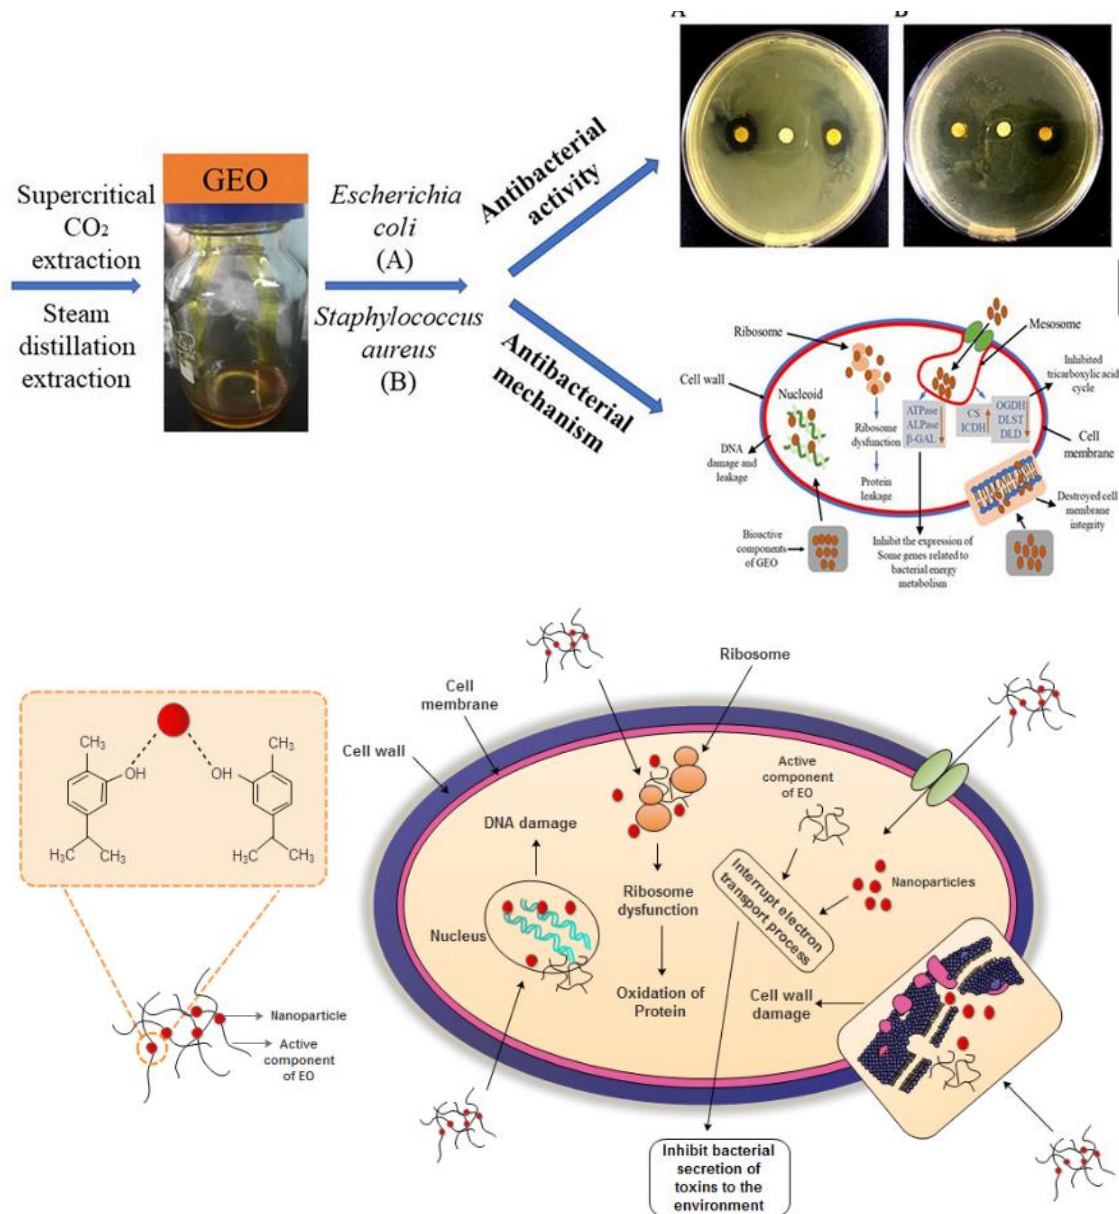 A
B
GEO
Supercritical
CO₂
extraction
Steam
distillation
extraction
Escherichia
coli
(A)
Staphylococcus
aureus
(B)
Antibacterial
activity
Antibacterial
mechanism
Ribosome
Mesosome
Cell wall
Nucleoid
Inhibited
tricarboxylic acid
cycle
ATPase
ALPase
β-GAL
CS
ICDH
OGDH
DLST
DLD
Ribosome
dysfunction
Cell
membrane
DNA
damage and
leakage
Protein
leakage
Destroyed cell
membrane
integrity
Bioactive
components
of GEO
Inhibit the expression of
Some genes related to
bacterial energy
metabolism
CH₃
OH
H₃C
CH₃
CH₃
OH
H₃C
CH₃
Nanoparticle
Active
component
of EO
Cell
membrane
Cell wall
Ribosome
Active
component
of EO
DNA damage
Nucleus
Ribosome
dysfunction
Oxidation of
Protein
Interrupt electron
transport process
Nanoparticles
Cell wall
damage
Inhibit bacterial
secretion of
toxins to the
environment